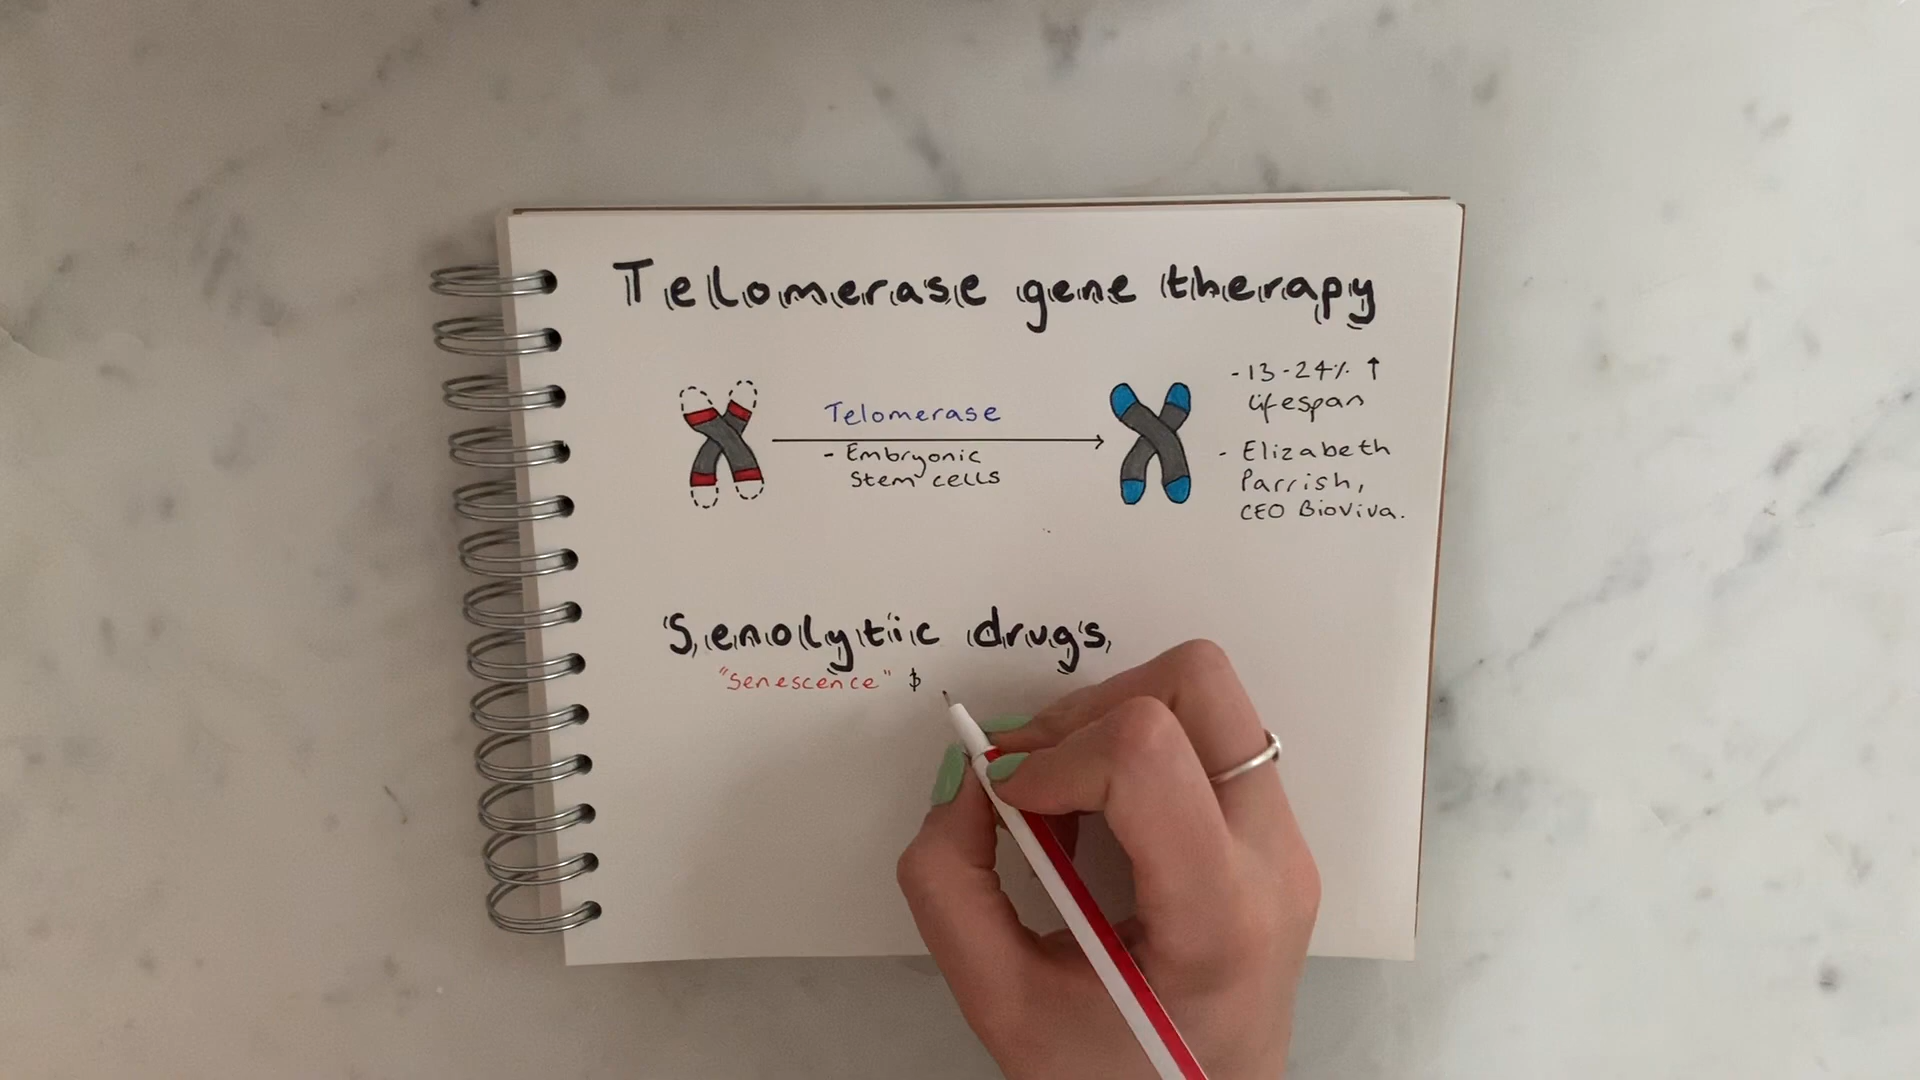 Telomerase gene therapy
Telomerase
- Embryonic
Stem cells
- 13-24% ↑
lifespan
- Elizabeth
Parrish,
CEO BioViva.
Senolytic drugs
"Senescence" $